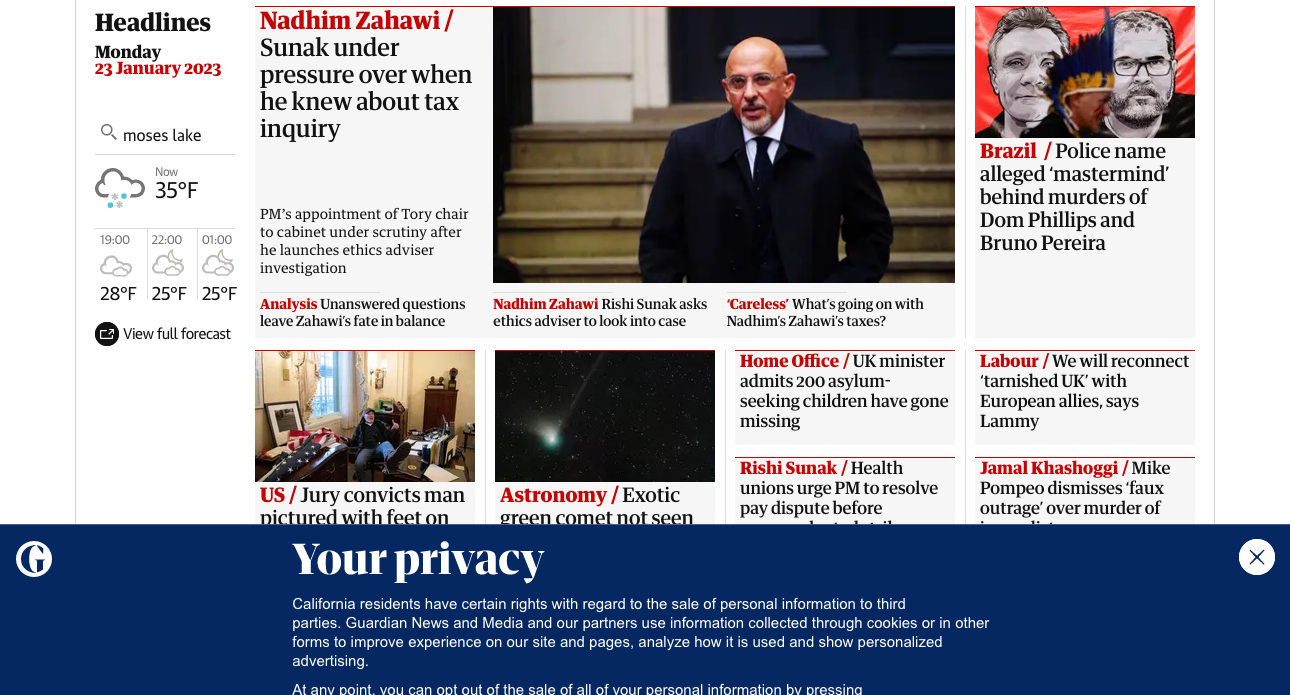 Headlines
Monday
23 January 2023
moses lake
Now
35°F
19:00
22:00
01:00
28°F
25°F
25°F
View full forecast
Nadhim Zahawi /
Sunak under
pressure over when
he knew about tax
inquiry
PM’s appointment of Tory chair
to cabinet under scrutiny after
he launches ethics adviser
investigation
Analysis Unanswered questions
leave Zahawi’s fate in balance
Nadhim Zahawi Rishi Sunak asks
ethics adviser to look into case
‘Careless’ What’s going on with
Nadhim’s Zahawi’s taxes?
Brazil / Police name
alleged ‘mastermind’
behind murders of
Dom Phillips and
Bruno Pereira
US / Jury convicts man
pictured with feet on
Astronomy / Exotic
green comet not seen
Home Office / UK minister
admits 200 asylum-
seeking children have gone
missing
Labour / We will reconnect
‘tarnished UK’ with
European allies, says
Lammy
Rishi Sunak / Health
unions urge PM to resolve
pay dispute before
Jamal Khashoggi / Mike
Pompeo dismisses ‘faux
outrage’ over murder of
Your privacy
California residents have certain rights with regard to the sale of personal information to third
parties. Guardian News and Media and our partners use information collected through cookies or in other
forms to improve experience on our site and pages, analyze how it is used and show personalized
advertising.
At any point, you can opt out of the sale of all of your personal information by pressing